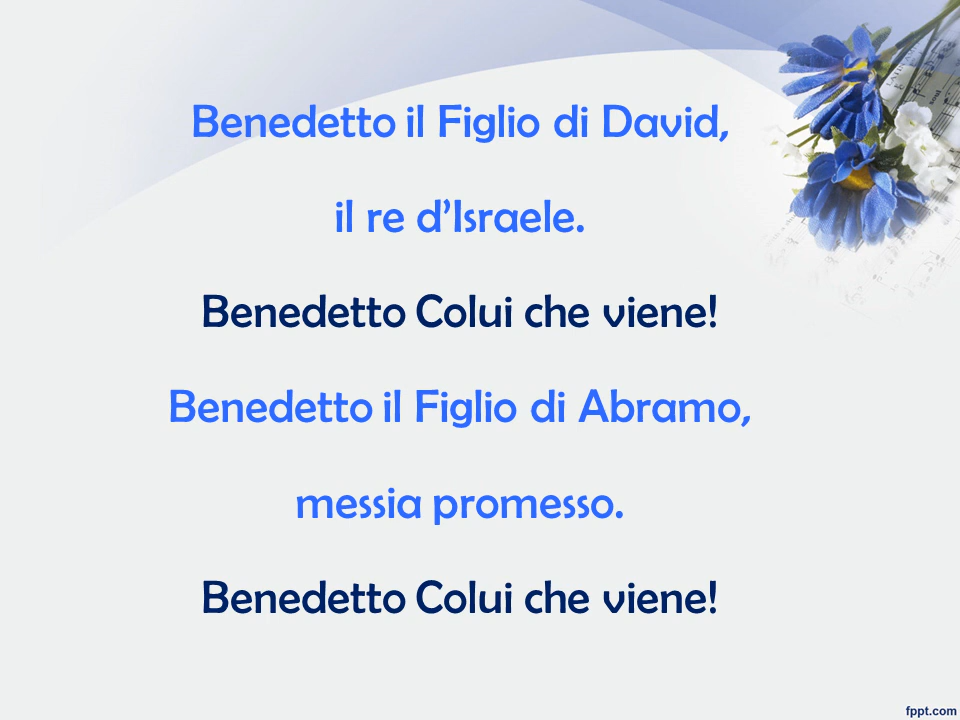 Benedetto il Figlio di David,
il re d’Israele.
Benedetto Colui che viene!
Benedetto il Figlio di Abramo,
messia promesso.
Benedetto Colui che viene!
fppt.com